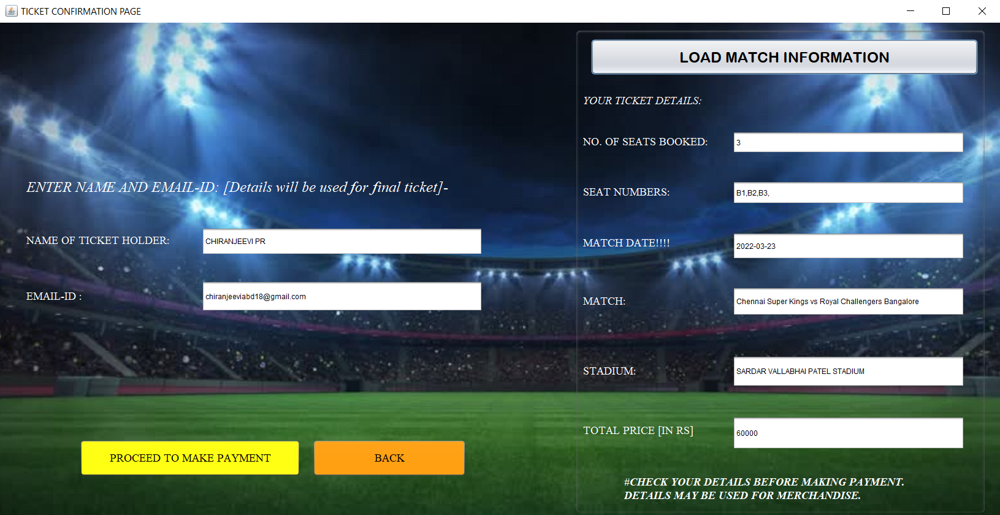 TICKET CONFIRMATION PAGE
LOAD MATCH INFORMATION
YOUR TICKET DETAILS:
NO. OF SEATS BOOKED:
3
SEAT NUMBERS:
B1,B2,B3,
MATCH DATE!!!!
2022-03-23
MATCH:
Chennai Super Kings vs Royal Challengers Bangalore
STADIUM:
SARDAR VALLABHAI PATEL STADIUM
TOTAL PRICE [IN RS]
60000
#CHECK YOUR DETAILS BEFORE MAKING PAYMENT.
DETAILS MAY BE USED FOR MERCHANDISE.
ENTER NAME AND EMAIL-ID: [Details will be used for final ticket]-
NAME OF TICKET HOLDER:
CHIRANJEEVI PR
EMAIL-ID :
chiranjeeviabd18@gmail.com
PROCEED TO MAKE PAYMENT
BACK